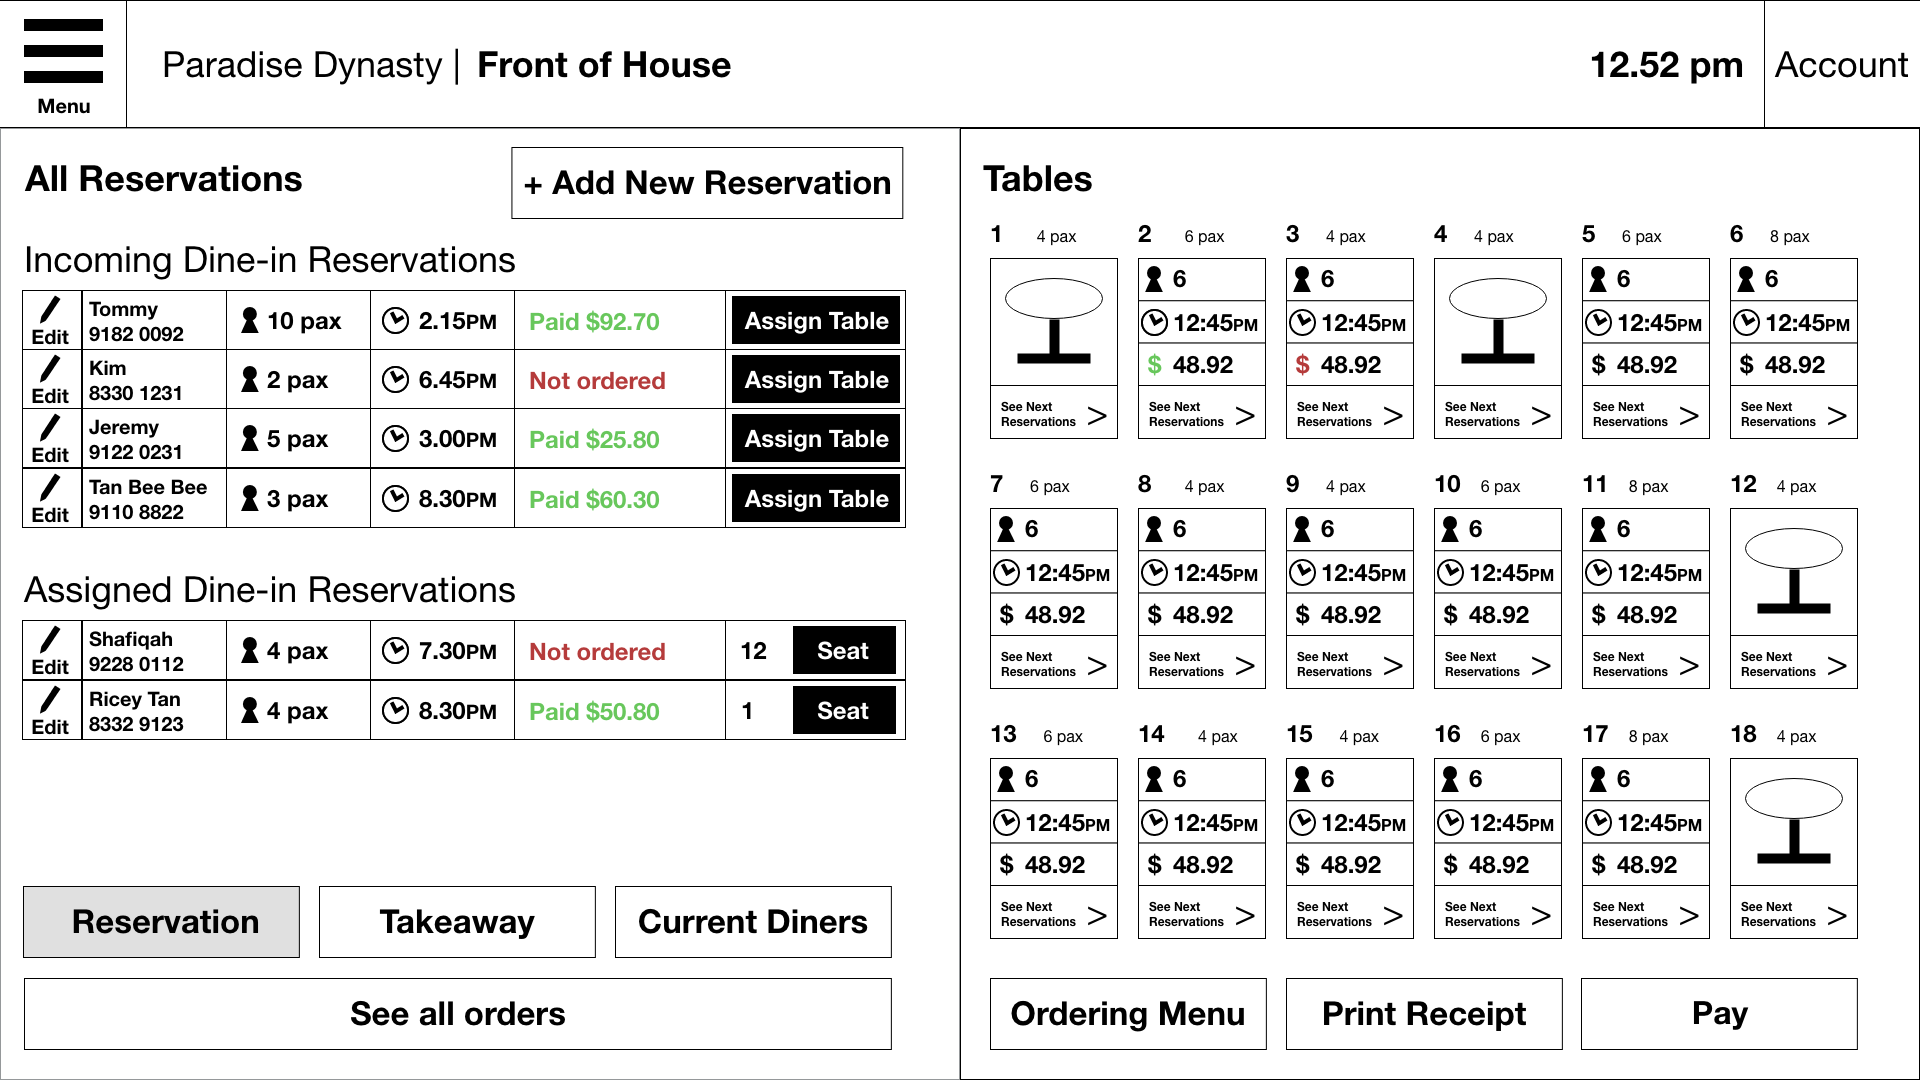 Menu
Paradise Dynasty | Front of House
12.52 pm
Account
All Reservations
+ Add New Reservation
Incoming Dine-in Reservations
Edit
Tommy
9182 0092
10 pax
2.15PM
Paid $92.70
Assign Table
Edit
Kim
8330 1231
2 pax
6.45PM
Not ordered
Assign Table
Edit
Jeremy
9122 0231
5 pax
3.00PM
Paid $25.80
Assign Table
Edit
Tan Bee Bee
9110 8822
3 pax
8.30PM
Paid $60.30
Assign Table
Assigned Dine-in Reservations
Edit
Shafiqah
9228 0112
4 pax
7.30PM
Not ordered
12
Seat
Edit
Ricey Tan
8332 9123
4 pax
8.30PM
Paid $50.80
1
Seat
Reservation
Takeaway
Current Diners
See all orders
Tables
1 4 pax
See Next
Reservations >
2 6 pax
6
12:45PM
$ 48.92
See Next
Reservations >
3 4 pax
6
12:45PM
$ 48.92
See Next
Reservations >
4 4 pax
See Next
Reservations >
5 6 pax
6
12:45PM
$ 48.92
See Next
Reservations >
6 8 pax
6
12:45PM
$ 48.92
See Next
Reservations >
7 6 pax
6
12:45PM
$ 48.92
See Next
Reservations >
8 4 pax
6
12:45PM
$ 48.92
See Next
Reservations >
9 4 pax
6
12:45PM
$ 48.92
See Next
Reservations >
10 6 pax
6
12:45PM
$ 48.92
See Next
Reservations >
11 8 pax
6
12:45PM
$ 48.92
See Next
Reservations >
12 4 pax
See Next
Reservations >
13 6 pax
6
12:45PM
$ 48.92
See Next
Reservations >
14 4 pax
6
12:45PM
$ 48.92
See Next
Reservations >
15 4 pax
6
12:45PM
$ 48.92
See Next
Reservations >
16 6 pax
6
12:45PM
$ 48.92
See Next
Reservations >
17 8 pax
6
12:45PM
$ 48.92
See Next
Reservations >
18 4 pax
See Next
Reservations >
Ordering Menu
Print Receipt
Pay